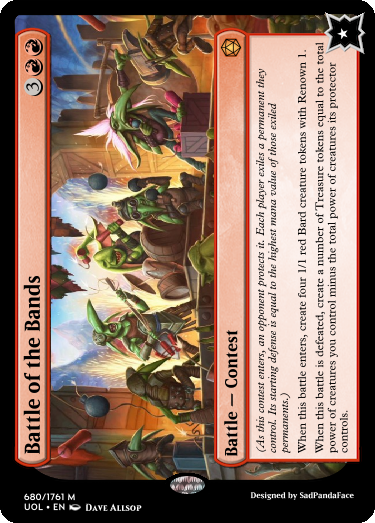 Battle of the Bands
3
Battle — Contest
(As this contest enters, an opponent protects it. Each player exiles a permanent they
control. Its starting defense is equal to the highest mana value of those exiled
permanents.)
When this battle enters, create four 1/1 red Bard creature tokens with Renown 1.
When this battle is defeated, create a number of Treasure tokens equal to the total
power of creatures you control minus the total power of creatures its protector
controls.
680/1761 M
UOL • EN Dave Allsop
Designed by SadPandaFace